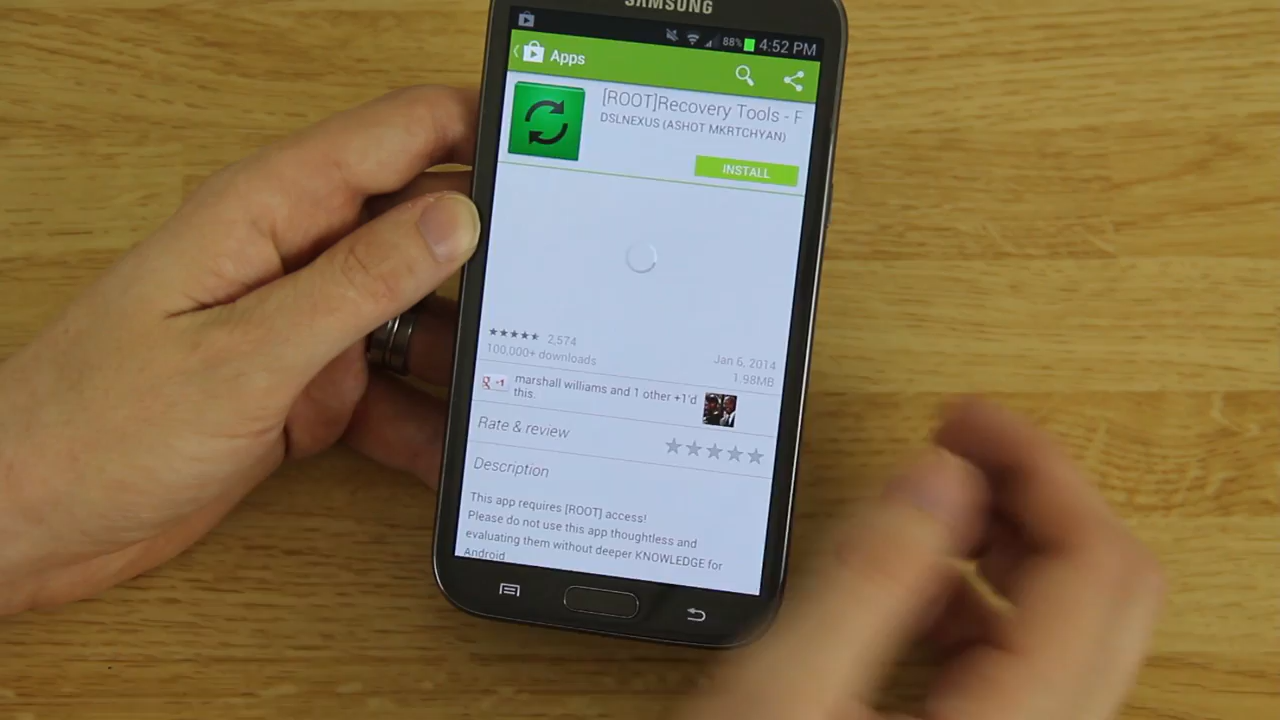 SAMSUNG
88% 4:52 PM
Apps
[ROOT]Recovery Tools - F
DSLNEXUS (ASHOT MKRTCHYAN)
INSTALL
2,574
100,000+ downloads
Jan 6, 2014
1.98MB
g +1
marshall williams and 1 other +1'd
this.
Rate & review
Description
This app requires [ROOT] access!
Please do not use this app thoughtless and
evaluating them without deeper KNOWLEDGE for
Android